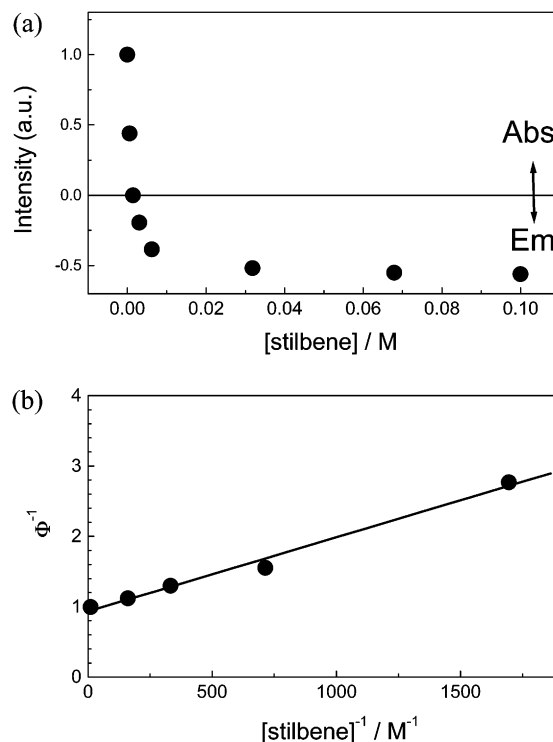 (a)
1.0
0.5
0.0
-0.5
Intensity (a.u.)
Abs
Em
0.00 0.02 0.04 0.06 0.08 0.10
[stilbene] / M
(b)
4
3
2
1
0
Φ-1
0 500 1000 1500
[stilbene]-1 / M-1